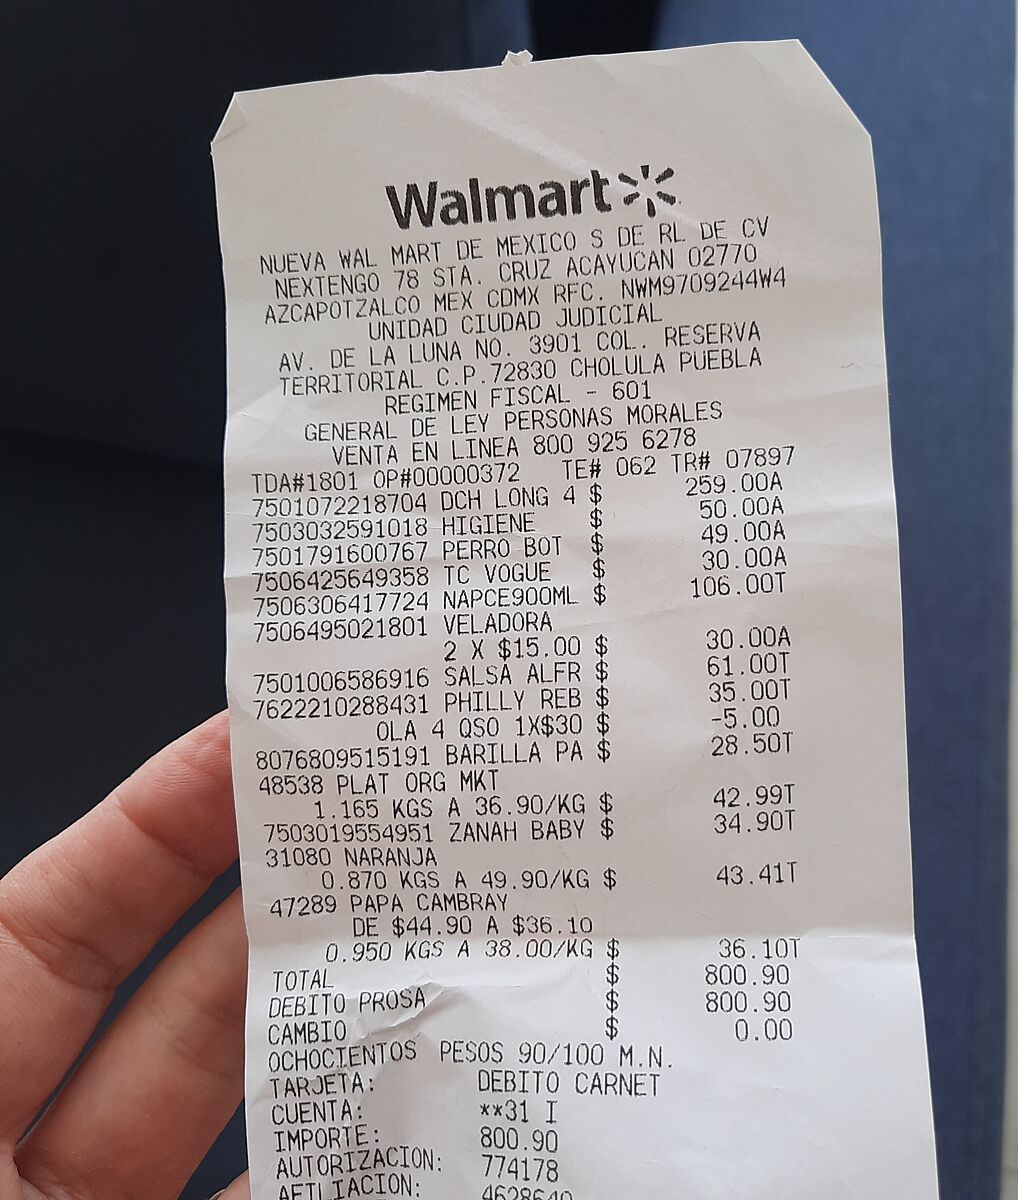 Walmart
NUEVA WAL MART DE MEXICO S DE RL DE CV
NEXTENGO 78 STA. CRUZ ACAYUCAN 02770
AZCAPOTZALCO MEX CDMX RFC. NWM9709244W4
UNIDAD CIUDAD JUDICIAL
AV. DE LA LUNA NO. 3901 COL. RESERVA
TERRITORIAL C.P.72830 CHOLULA PUEBLA
REGIMEN FISCAL - 601
GENERAL DE LEY PERSONAS MORALES
VENTA EN LINEA 800 925 6278
TDA#1801 OP#00000372 TE# 062 TR# 07897
7501072218704 DCH LONG 4 $ 259.00A
7503032591018 HIGIENE $ 50.00A
7501791600767 PERRO BOT $ 49.00A
7506425649358 TC VOGUE $ 30.00A
7506306417724 NAPCE900ML $ 106.00T
7506495021801 VELADORA
2 X $15.00 $ 30.00A
7501006586916 SALSA ALFR $ 61.00T
7622210288431 PHILLY REB $ 35.00T
OLA 4 QSO 1X$30 $ -5.00
8076809515191 BARILLA PA $ 28.50T
48538 PLAT ORG MKT
1.165 KGS A 36.90/KG $ 42.99T
7503019554951 ZANAH BABY $ 34.90T
31080 NARANJA
0.870 KGS A 49.90/KG $ 43.41T
47289 PAPA CAMBRAY
DE $44.90 A $36.10
0.950 KGS A 38.00/KG $ 36.10T
TOTAL $ 800.90
DEBITO PROSA $ 800.90
CAMBIO $ 0.00
OCHOCIENTOS PESOS 90/100 M.N.
TARJETA: DEBITO CARNET
CUENTA: **31 I
IMPORTE: 800.90
AUTORIZACION: 774178
AFILIACION: 4628640